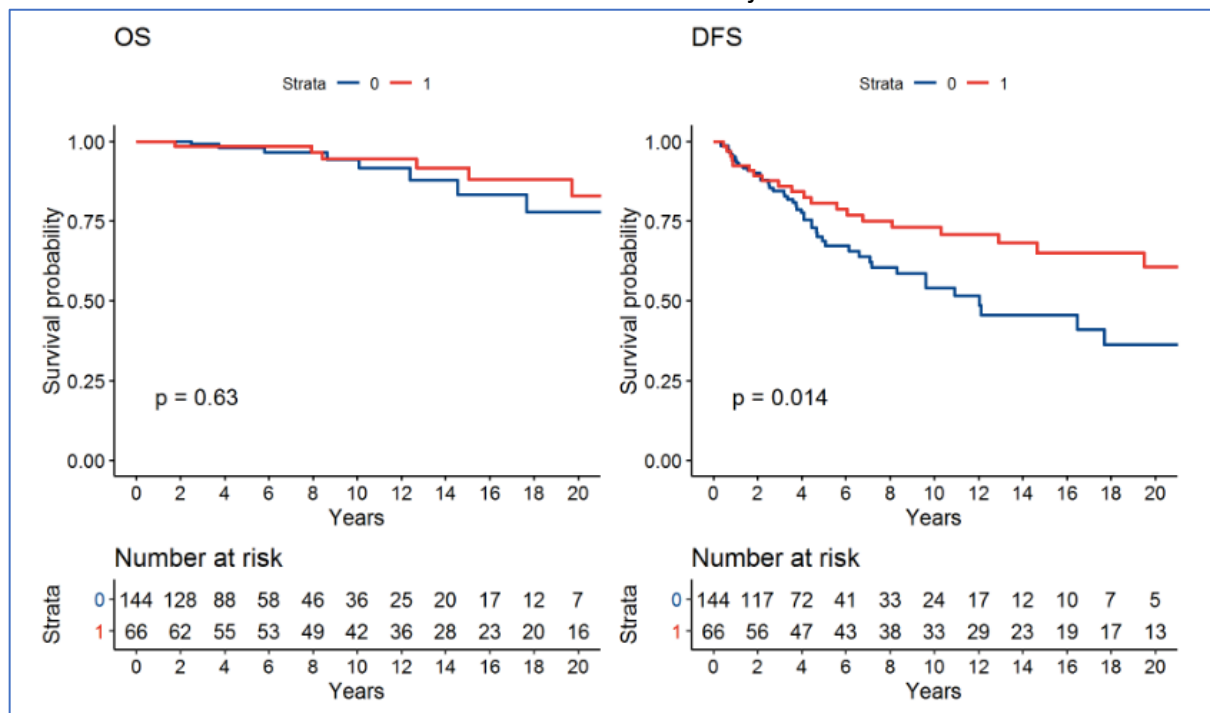 OS
Strata 0 1
1.00
0.75
0.50
0.25
0.00
Survival probability
p = 0.63
0 2 4 6 8 10 12 14 16 18 20
Years
Number at risk
Strata
0 144 128 88 58 46 36 25 20 17 12 7
1 66 62 55 53 49 42 36 28 23 20 16
0 2 4 6 8 10 12 14 16 18 20
Years
DFS
Strata 0 1
1.00
0.75
0.50
0.25
0.00
Survival probability
p = 0.014
0 2 4 6 8 10 12 14 16 18 20
Years
Number at risk
Strata
0 144 117 72 41 33 24 17 12 10 7 5
1 66 56 47 43 38 33 29 23 19 17 13
0 2 4 6 8 10 12 14 16 18 20
Years